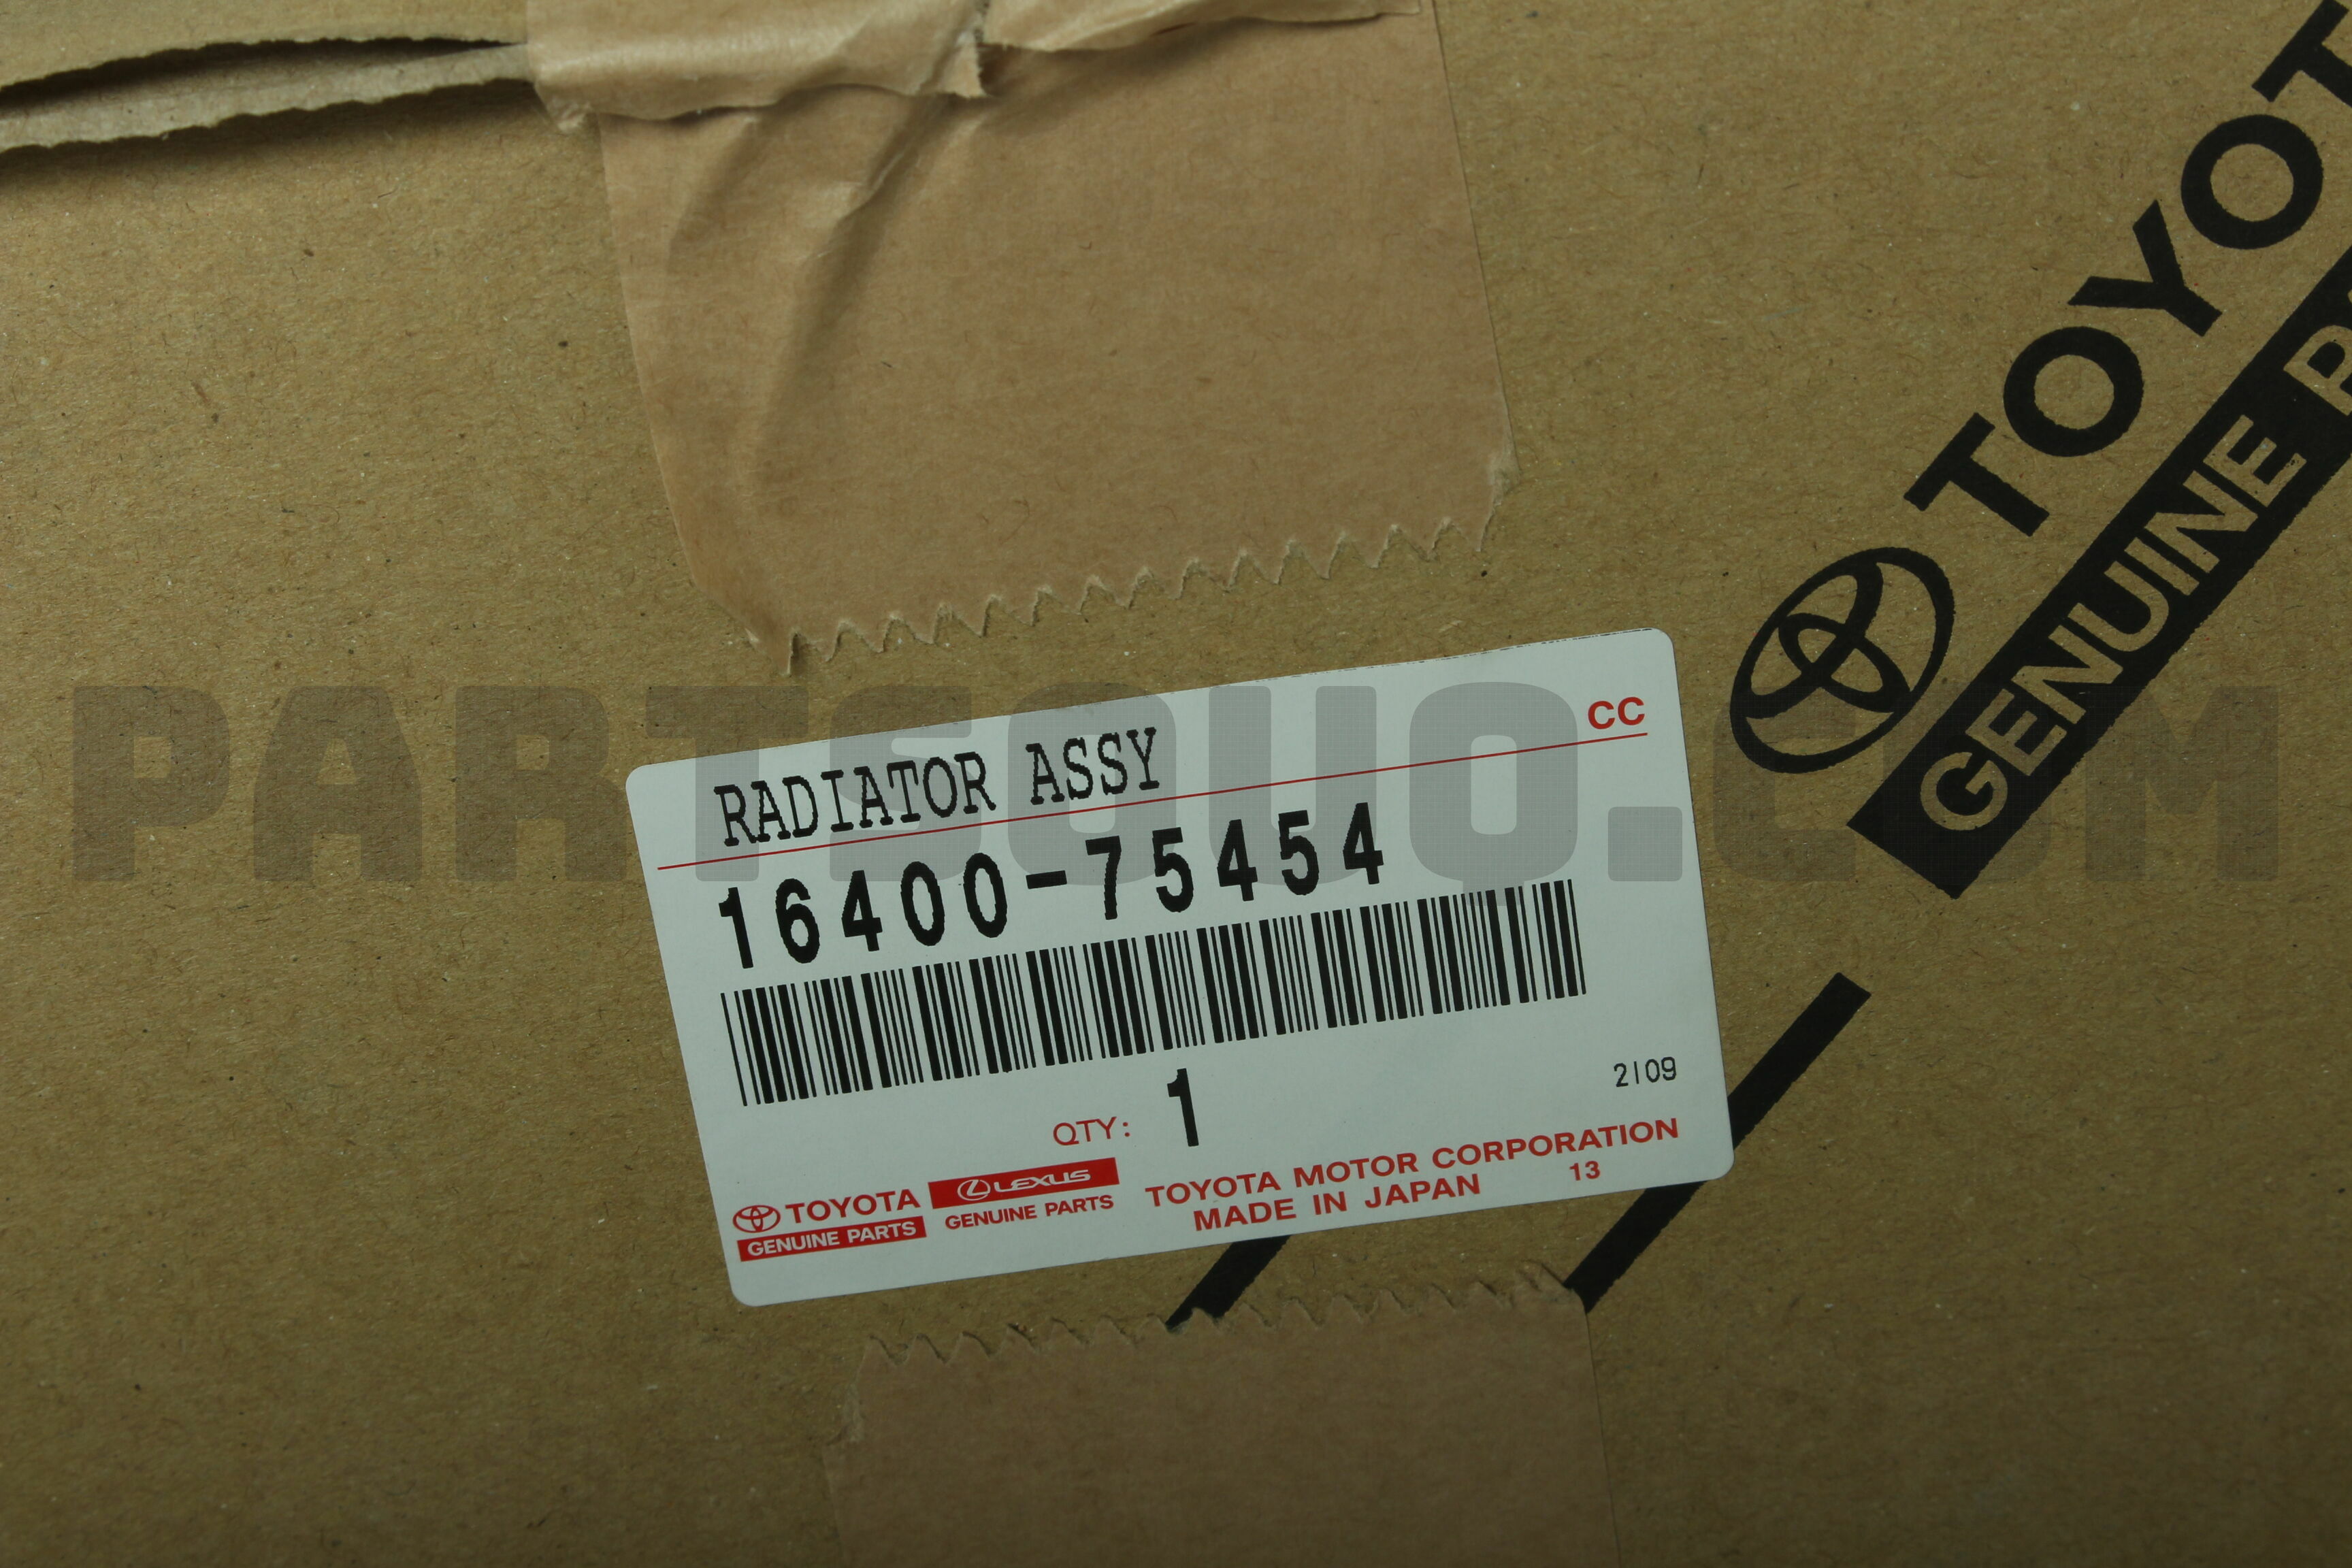 TOYOT
GENUINE P
PARTSOUQ.COM
CC
RADIATOR ASSY
16400-75454
QTY: 1
2109
TOYOTA
GENUINE PARTS
LEXUS
GENUINE PARTS
TOYOTA MOTOR CORPORATION
MADE IN JAPAN 13